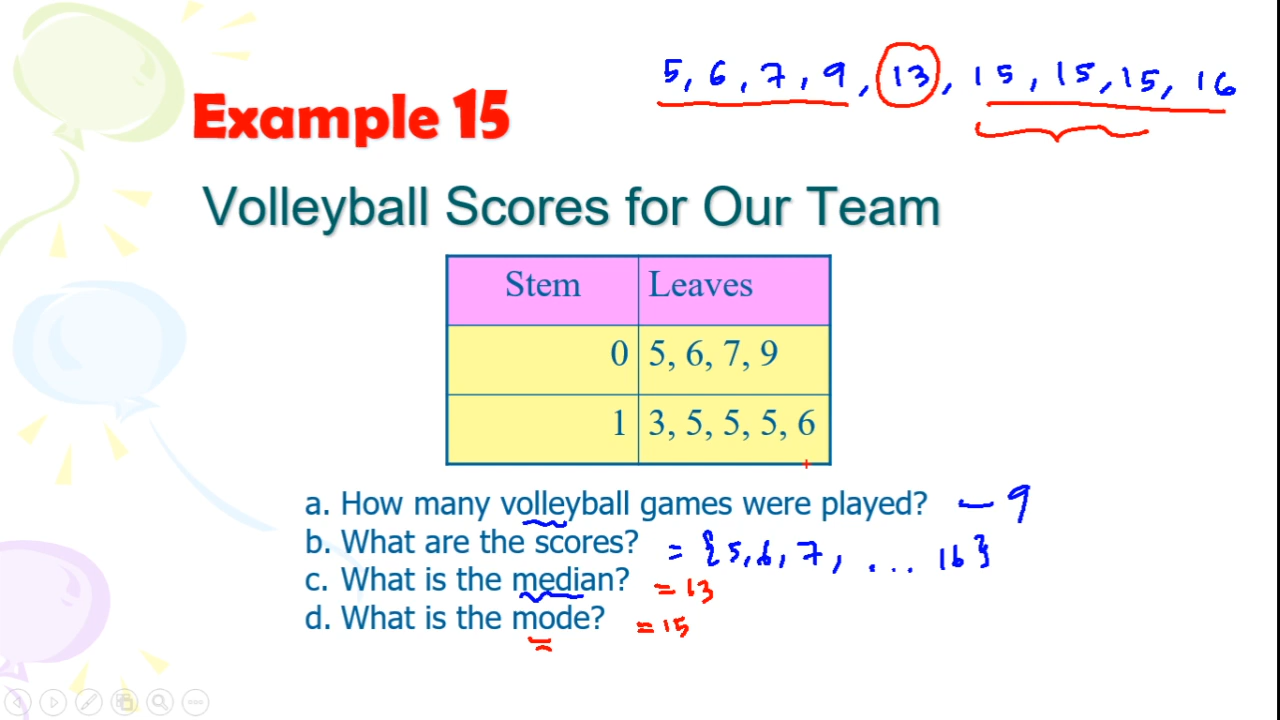 5, 6, 7, 9, 13, 15, 15, 15, 16
Example 15
Volleyball Scores for Our Team
Stem Leaves
0 5, 6, 7, 9
1 3, 5, 5, 5, 6
a. How many volleyball games were played? — 9
b. What are the scores? = {5, 6, 7, ... 16}
c. What is the median? = 13
d. What is the mode? = 15